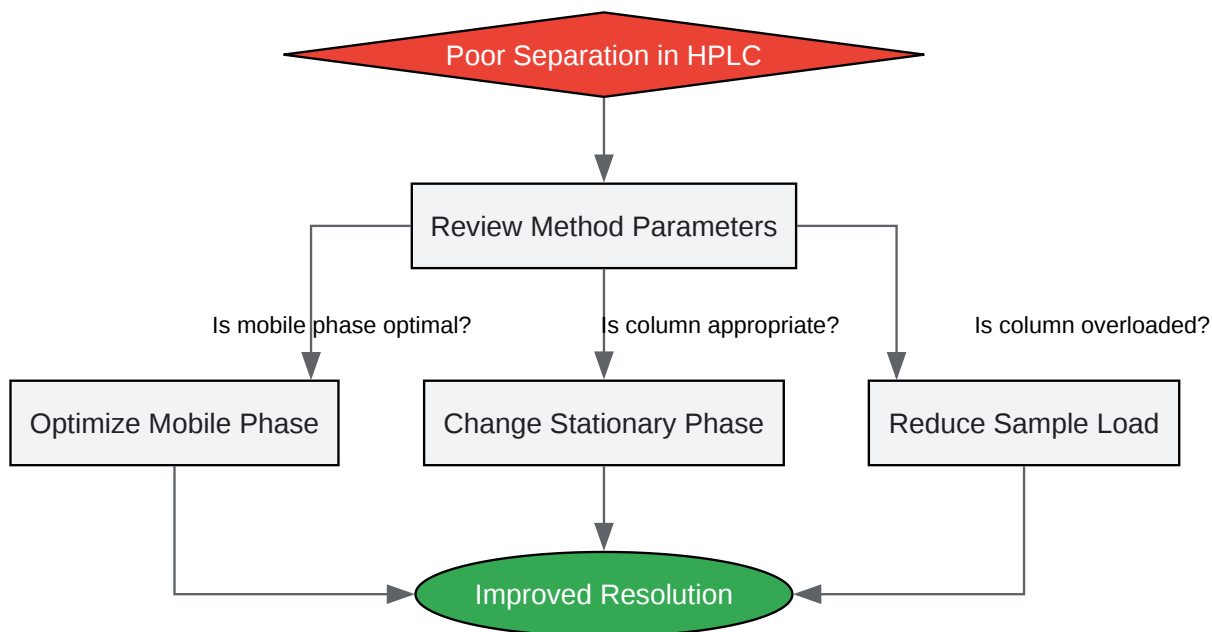 Poor Separation in HPLC
Review Method Parameters
Is mobile phase optimal?
Is column appropriate?
Is column overloaded?
Optimize Mobile Phase
Change Stationary Phase
Reduce Sample Load
Improved Resolution